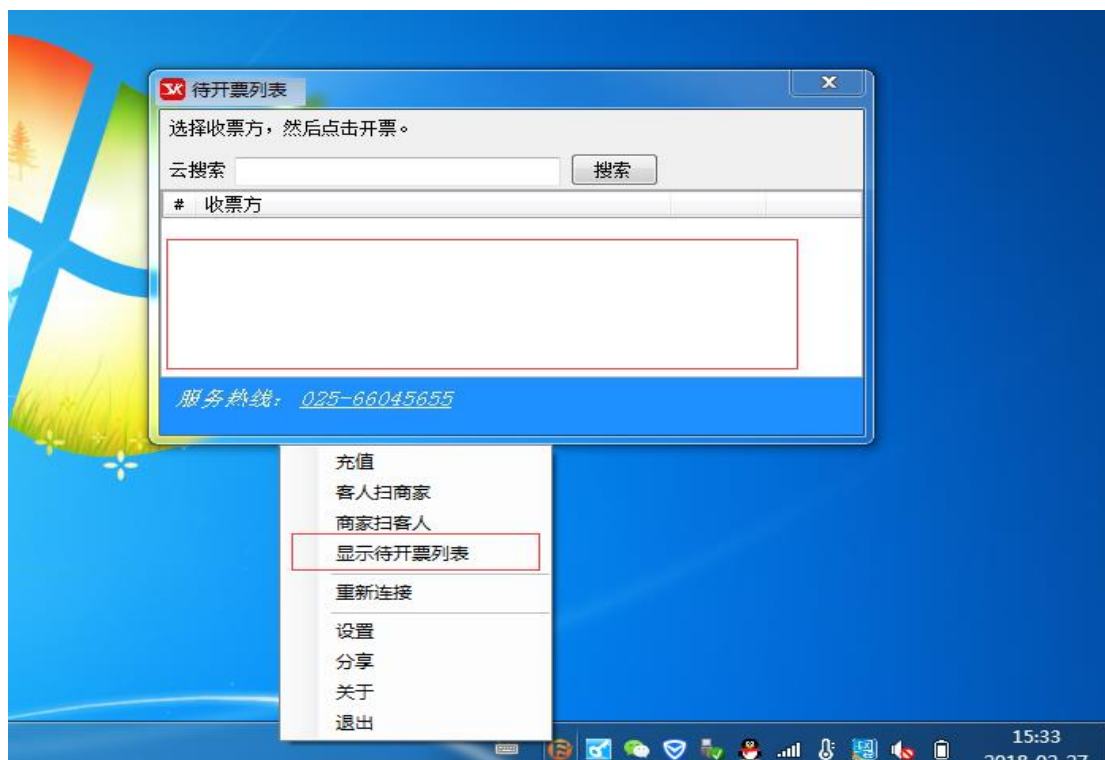 待开票列表
选择收票方，然后点击开票。
云搜索 搜索
# 收票方
服务热线：025-66045655
充值
客人扫商家
商家扫客人
显示待开票列表
重新连接
设置
分享
关于
退出
15:33